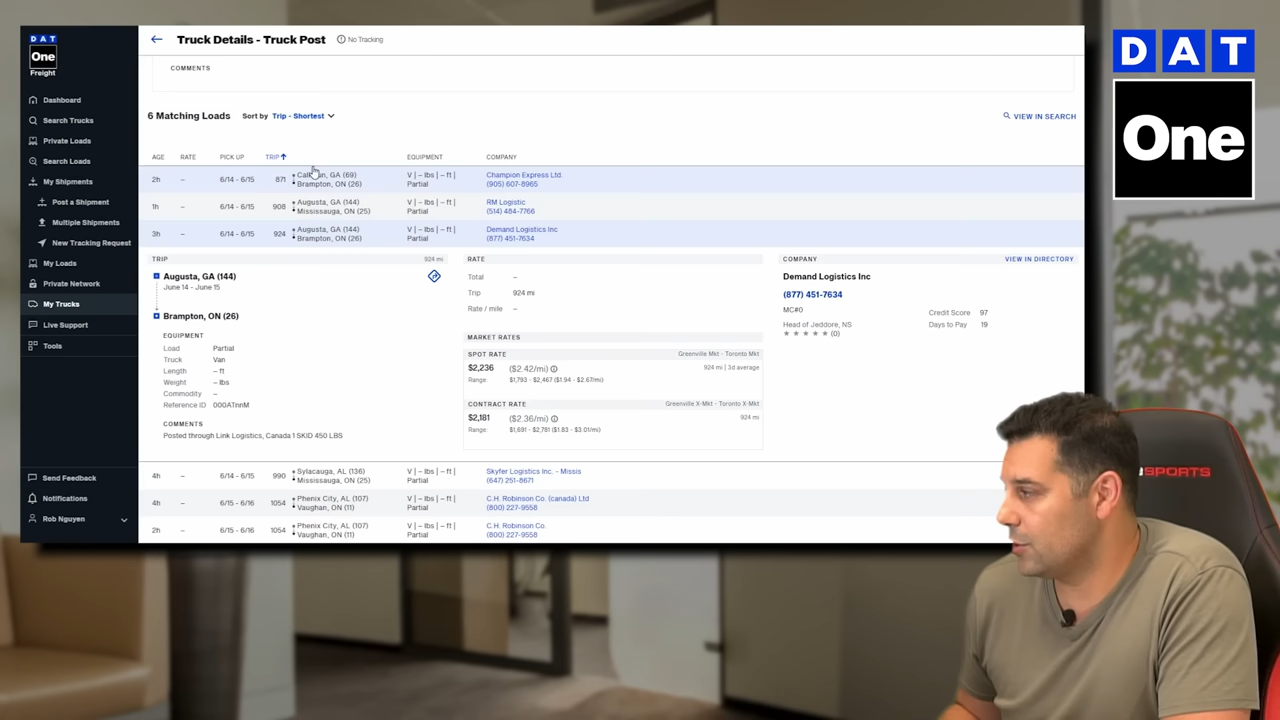 DAT
One
Freight
Dashboard
Search Trucks
Private Loads
Search Loads
My Shipments
Post a Shipment
Multiple Shipments
New Tracking Request
My Loads
Private Network
My Trucks
Live Support
Tools
Send Feedback
Notifications
Rob Nguyen
Truck Details - Truck Post
No Tracking
COMMENTS
6 Matching Loads Sort by Trip - Shortest VIEW IN SEARCH
AGE RATE PICK UP TRIP EQUIPMENT COMPANY
2h – 6/14 - 6/15 871 GA (69) V | – lbs | – ft | Champion Express Ltd.
Brampton, ON (26) Partial (905) 607-8965
1h – 6/14 - 6/15 908 Augusta, GA (144) V | – lbs | – ft | RM Logistic
Mississauga, ON (25) Partial (514) 484-7766
3h – 6/14 - 6/15 924 Augusta, GA (144) V | – lbs | – ft | Demand Logistics Inc
Brampton, ON (26) Partial (877) 451-7634
TRIP 924 mi
Augusta, GA (144)
June 14 - June 15
Brampton, ON (26)
EQUIPMENT
Load Partial
Truck Van
Length – ft
Weight – lbs
Commodity –
Reference ID 000ATnnM
COMMENTS
Posted through Link Logistics, Canada 1 SKID 450 LBS
RATE
Total –
Trip 924 mi
Rate / mile –
MARKET RATES
SPOT RATE Greenville Mkt - Toronto Mkt
$2,236 ($2.42/mi) 924 mi | 3d average
Range: $1,793 - $2,467 ($1.94 - $2.67/mi)
CONTRACT RATE Greenville X-Mkt - Toronto X-Mkt
$2,181 ($2.36/mi) 924 mi
Range: $1,691 - $2,781 ($1.83 - $3.01/mi)
COMPANY VIEW IN DIRECTORY
Demand Logistics Inc
(877) 451-7634
MC#0
Head of Jeddore, NS
(0)
Credit Score 97
Days to Pay 19
4h – 6/14 - 6/15 990 Sylacauga, AL (136) V | – lbs | – ft | Skyfer Logistics Inc. - Missis
Mississauga, ON (25) Partial (647) 251-8671
4h – 6/15 - 6/16 1054 Phenix City, AL (107) V | – lbs | – ft | C.H. Robinson Co. (canada) Ltd
Vaughan, ON (11) Partial (800) 227-9558
2h – 6/15 - 6/16 1054 Phenix City, AL (107) V | – lbs | – ft | C.H. Robinson Co.
Vaughan, ON (11) Partial (800) 227-9558
DAT
One
SPORTS